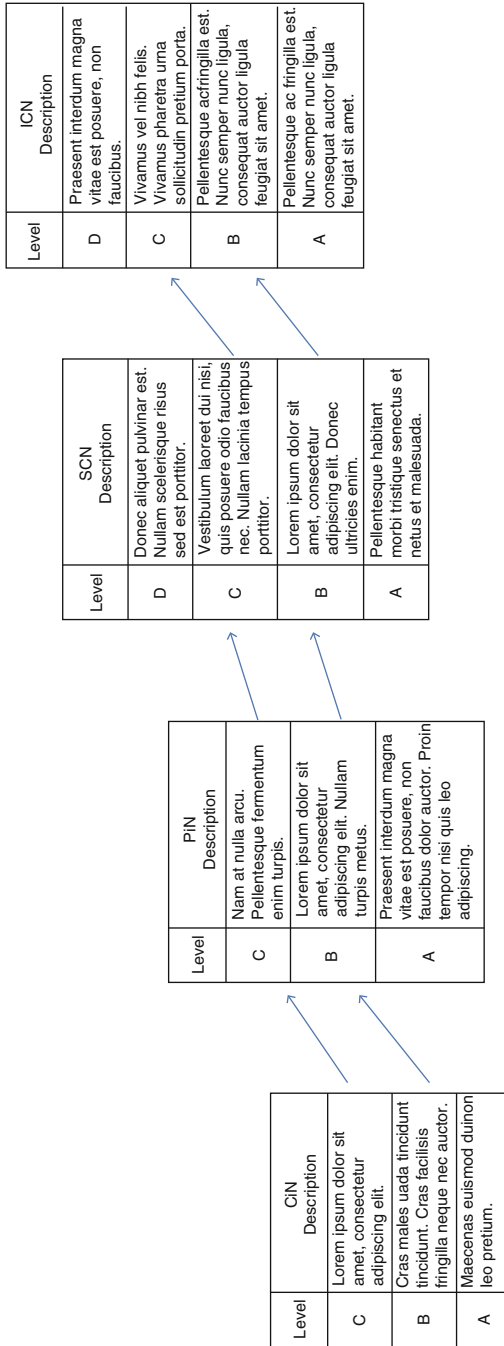 Level
CiN
Description
C
Lorem ipsum dolor sit
amet, consectetur
adipiscing elit.
B
Cras males uada tincidunt
tincidunt. Cras facilisis
fringilla neque nec auctor.
A
Maecenas euismod duinon
leo pretium.
Level
PiN
Description
C
Nam at nulla arcu.
Pellentesque fermentum
enim turpis.
B
Lorem ipsum dolor sit
amet, consectetur
adipiscing elit. Nullam
turpis metus.
A
Praesent interdum magna
vitae est posuere, non
faucibus dolor auctor. Proin
tempor nisi quis leo
adipiscing.
Level
SCN
Description
D
Donec aliquet pulvinar est.
Nullam scelerisque risus
sed est porttitor.
C
Vestibulum laoreet dui nisi,
quis posuere odio faucibus
nec. Nullam lacinia tempus
porttitor.
B
Lorem ipsum dolor sit
amet, consectetur
adipiscing elit. Donec
ultricies enim.
A
Pellentesque habitant
morbi tristique senectus et
netus et malesuada.
Level
ICN
Description
D
Praesent interdum magna
vitae est posuere, non
faucibus.
C
Vivamus vel nibh felis.
Vivamus pharetra urna
sollicitudin pretium porta.
B
Pellentesque acfringilla est.
Nunc semper nunc ligula,
consequat auctor ligula
feugiat sit amet.
A
Pellentesque ac fringilla est.
Nunc semper nunc ligula,
consequat auctor ligula
feugiat sit amet.